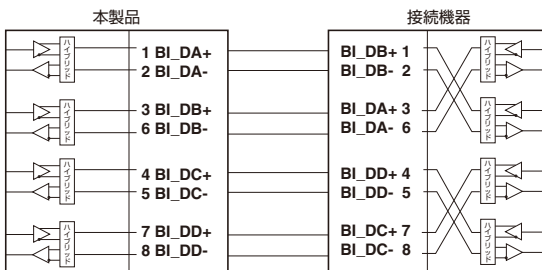 本製品
接続機器
ハイブリッド
1 BI_DA+
2 BI_DA-
ハイブリッド
3 BI_DB+
6 BI_DB-
ハイブリッド
4 BI_DC+
5 BI_DC-
ハイブリッド
7 BI_DD+
8 BI_DD-
BI_DB+ 1
BI_DB- 2
ハイブリッド
BI_DA+ 3
BI_DA- 6
ハイブリッド
BI_DD+ 4
BI_DD- 5
ハイブリッド
BI_DC+ 7
BI_DC- 8
ハイブリッド